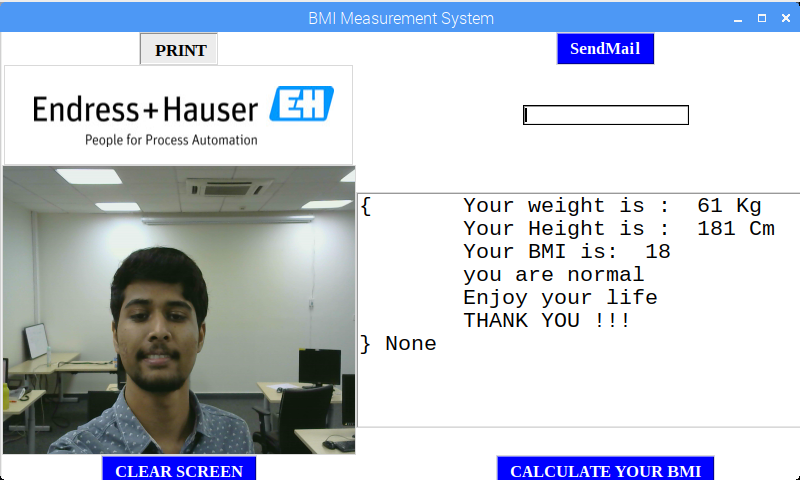 BMI Measurement System
PRINT
SendMail
Endress+Hauser EH
People for Process Automation
{ Your weight is : 61 Kg
Your Height is : 181 Cm
Your BMI is: 18
you are normal
Enjoy your life
THANK YOU !!!
} None
CLEAR SCREEN
CALCULATE YOUR BMI